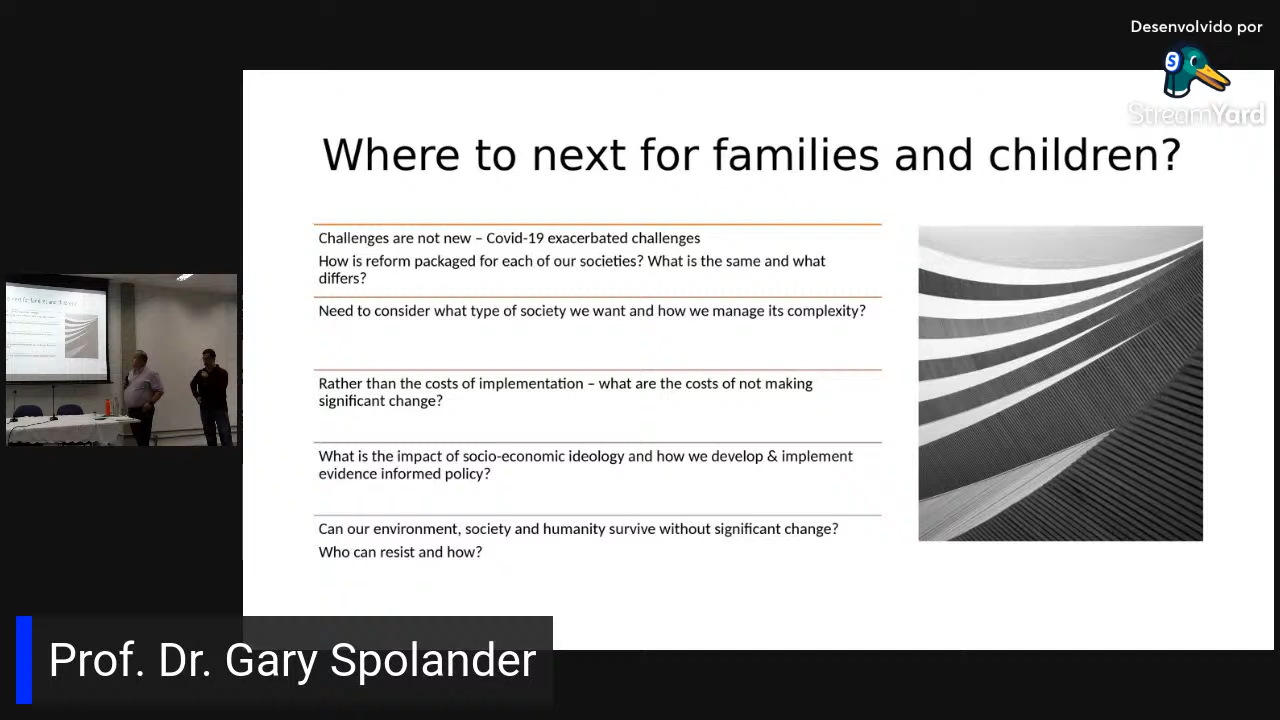 Desenvolvido por
StreamYard
Where to next for families and children?
Challenges are not new – Covid-19 exacerbated challenges
How is reform packaged for each of our societies? What is the same and what
differs?
Need to consider what type of society we want and how we manage its complexity?
Rather than the costs of implementation – what are the costs of not making
significant change?
What is the impact of socio-economic ideology and how we develop & implement
evidence informed policy?
Can our environment, society and humanity survive without significant change?
Who can resist and how?
Prof. Dr. Gary Spolander